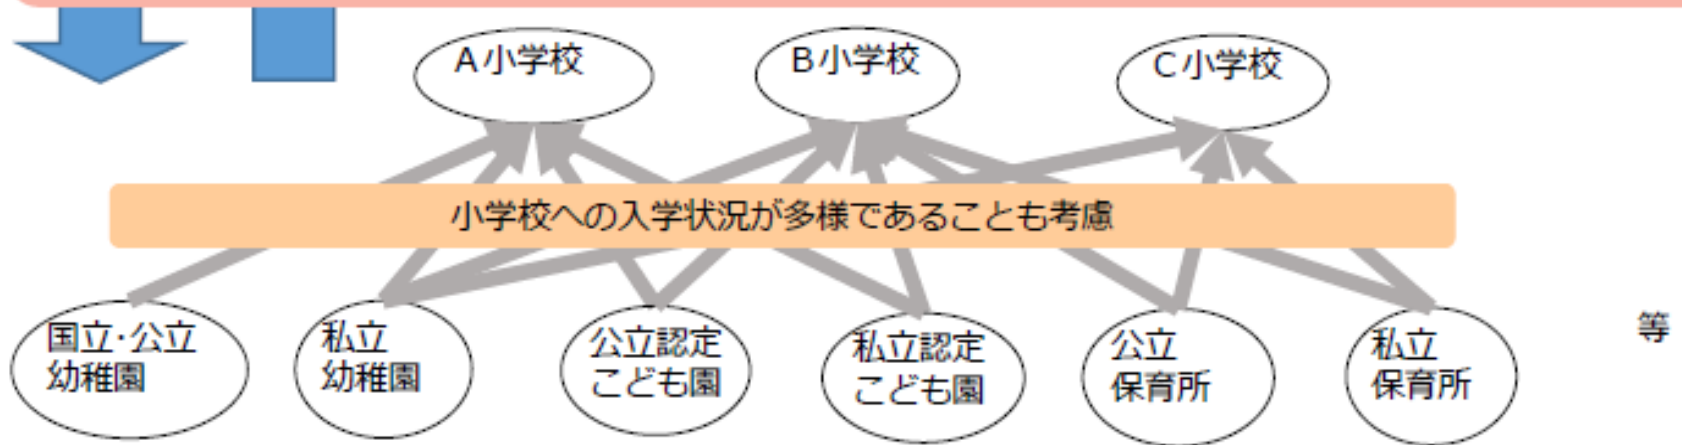 A小学校
B小学校
C小学校
小学校への入学状況が多様であることも考慮
国立・公立
幼稚園
私立
幼稚園
公立認定
こども園
私立認定
こども園
公立
保育所
私立
保育所
等